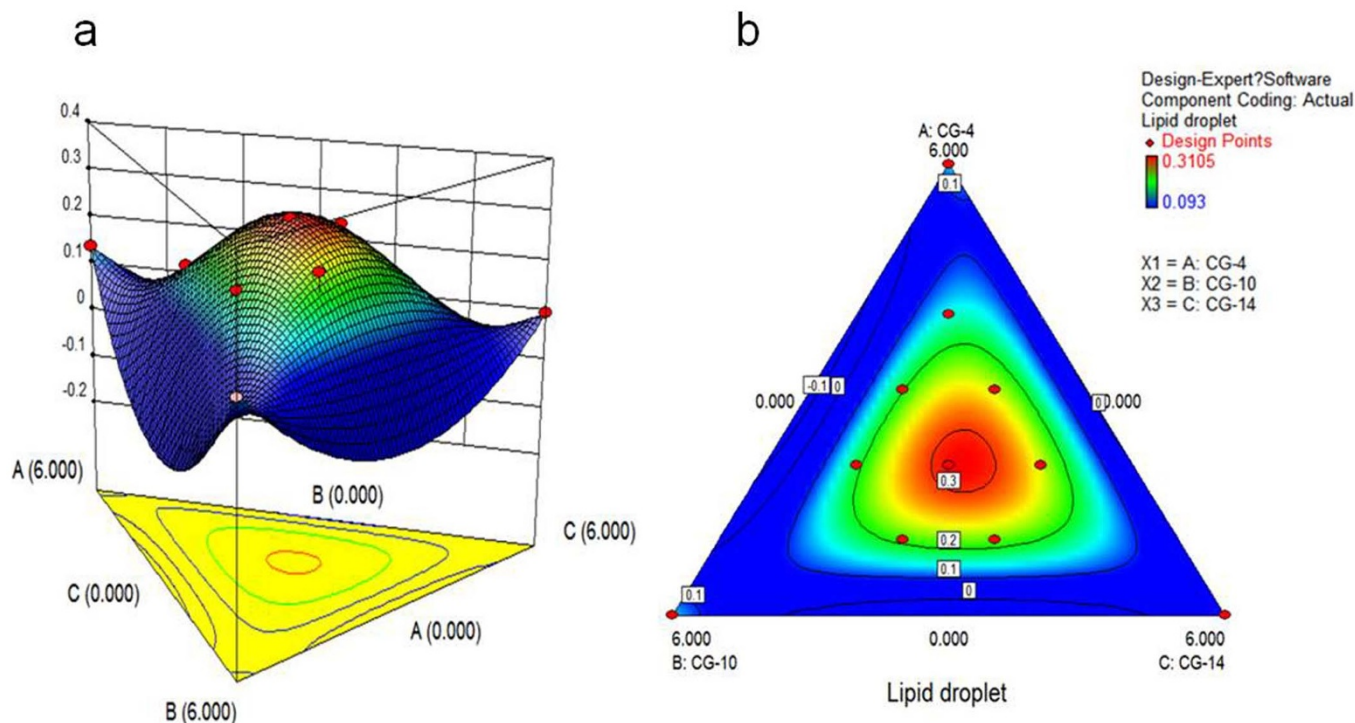 a
0.4
0.3
0.2
0.1
0
-0.1
-0.2
A (6.000)
B (0.000)
C (6.000)
C (0.000)
A (0.000)
B (6.000)
b
Design-Expert?Software
Component Coding: Actual
Lipid droplet
Design Points
0.3105
0.093
X1 = A: CG-4
X2 = B: CG-10
X3 = C: CG-14
A: CG-4
6.000
0.1
0.000 -0.1 0
0 0.000
0.3
0.2
0.1
0
0.1
6.000 0.000 6.000
B: CG-10 C: CG-14
Lipid droplet